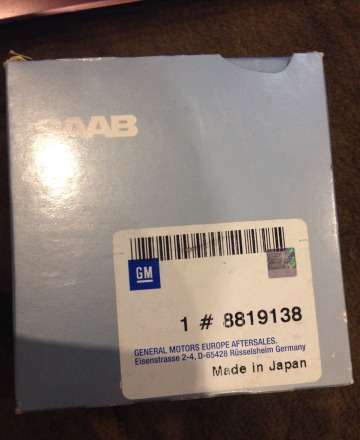 SAAB
GM
1 # 8819138
GENERAL MOTORS EUROPE AFTERSALES.
Eisenstrasse 2-4, D-65428 Rüsselsheim Germany
Made in Japan